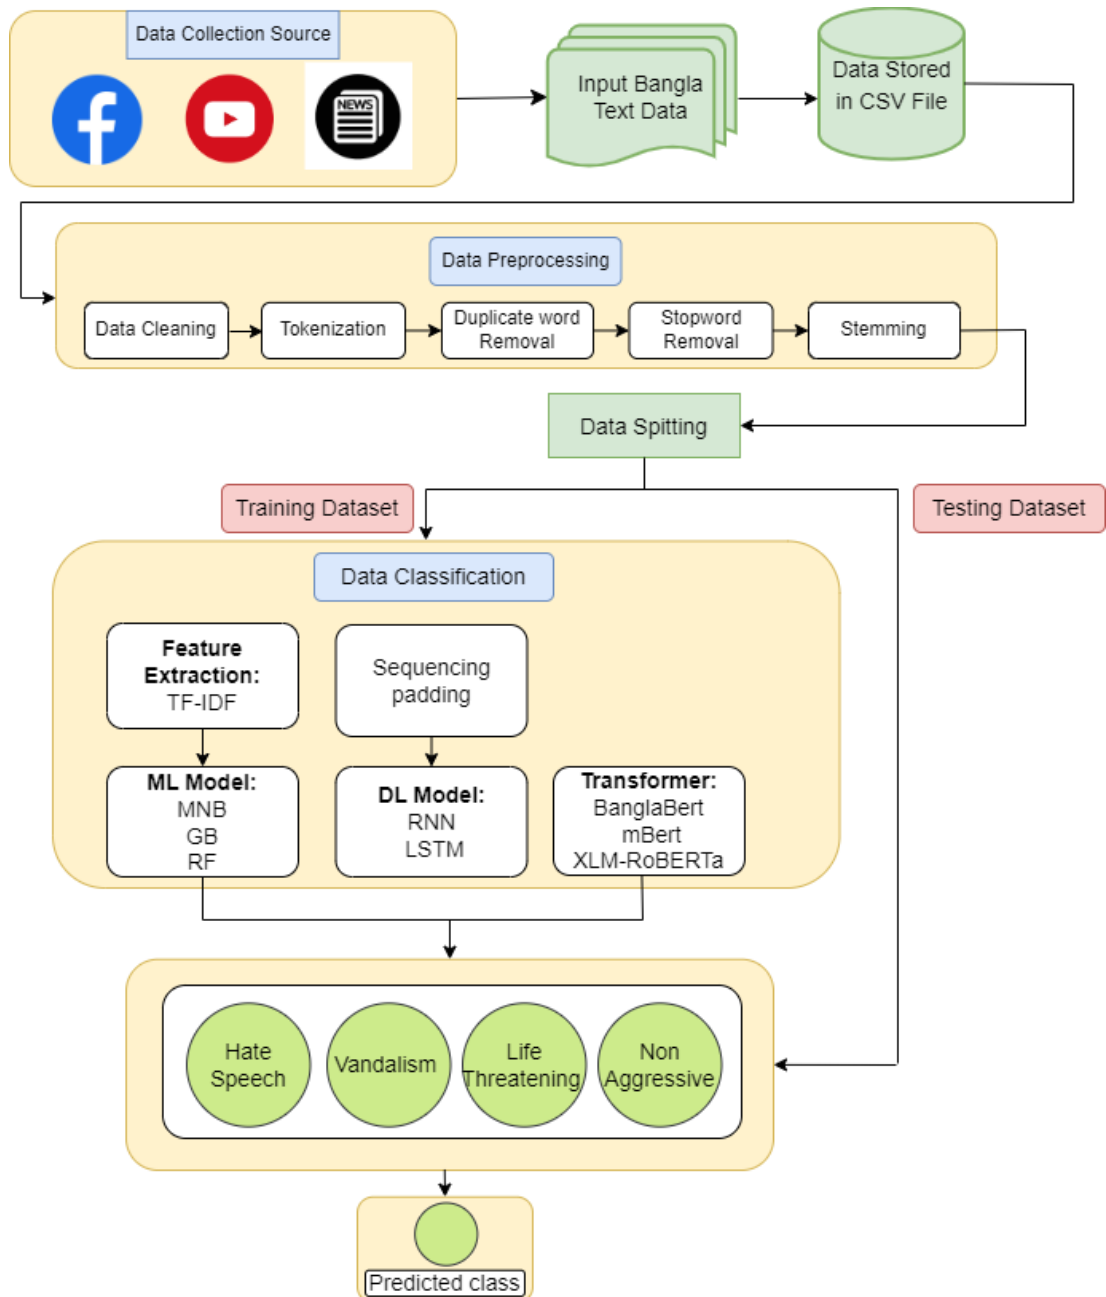 Data Collection Source
NEWS
Input Bangla
Text Data
Data Stored
in CSV File
Data Preprocessing
Data Cleaning
Tokenization
Duplicate word
Removal
Stopword
Removal
Stemming
Data Spitting
Training Dataset
Testing Dataset
Data Classification
Feature
Extraction:
TF-IDF
Sequencing
padding
ML Model:
MNB
GB
RF
DL Model:
RNN
LSTM
Transformer:
BanglaBert
mBert
XLM-RoBERTa
Hate
Speech
Vandalism
Life
Threatening
Non
Aggressive
Predicted class